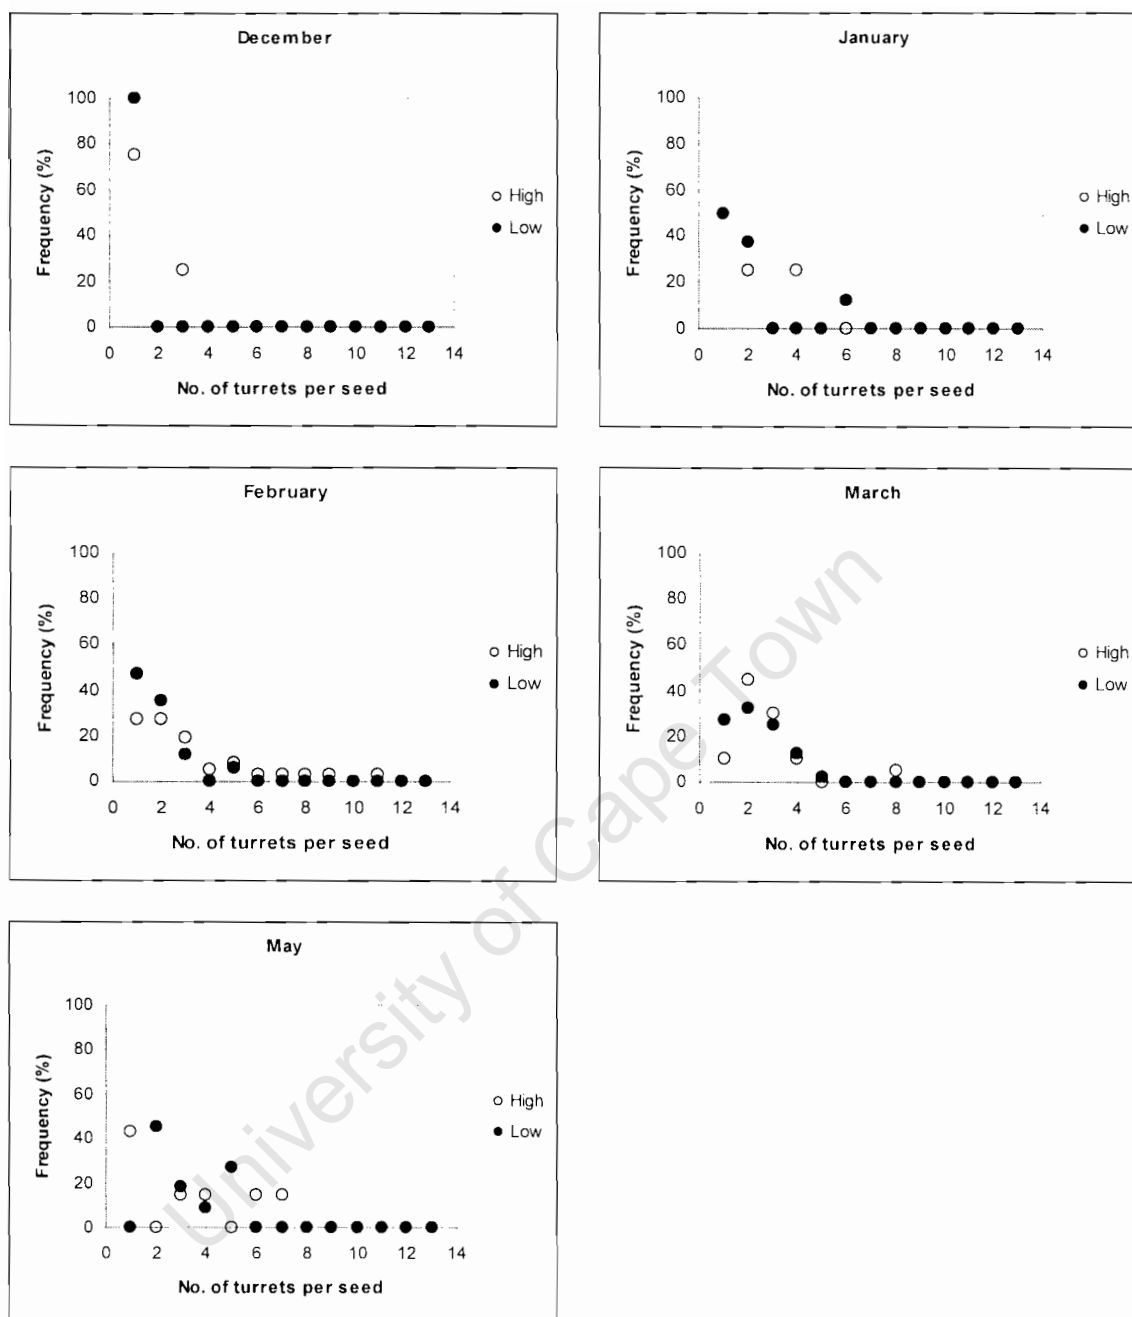 December
100
80
60
40
20
0
Frequency (%)
0 2 4 6 8 10 12 14
No. of turrets per seed
High
Low
January
100
80
60
40
20
0
Frequency (%)
0 2 4 6 8 10 12 14
No. of turrets per seed
High
Low
February
100
80
60
40
20
0
Frequency (%)
0 2 4 6 8 10 12 14
No. of turrets per seed
High
Low
March
100
80
60
40
20
0
Frequency (%)
0 2 4 6 8 10 12 14
No. of turrets per seed
High
Low
May
100
80
60
40
20
0
Frequency (%)
0 2 4 6 8 10 12 14
No. of turrets per seed
High
Low
University of Cape Town